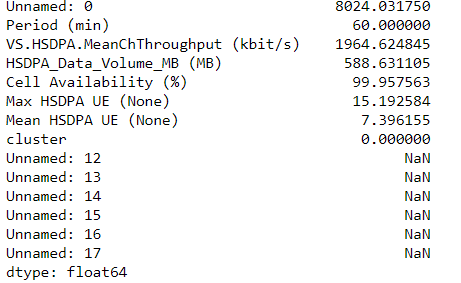 Unnamed: 0 8024.031750
Period (min) 60.000000
VS.HSDPA.MeanChThroughput (kbit/s) 1964.624845
HSDPA_Data_Volume_MB (MB) 588.631105
Cell Availability (%) 99.957563
Max HSDPA UE (None) 15.192584
Mean HSDPA UE (None) 7.396155
cluster 0.000000
Unnamed: 12 NaN
Unnamed: 13 NaN
Unnamed: 14 NaN
Unnamed: 15 NaN
Unnamed: 16 NaN
Unnamed: 17 NaN
dtype: float64